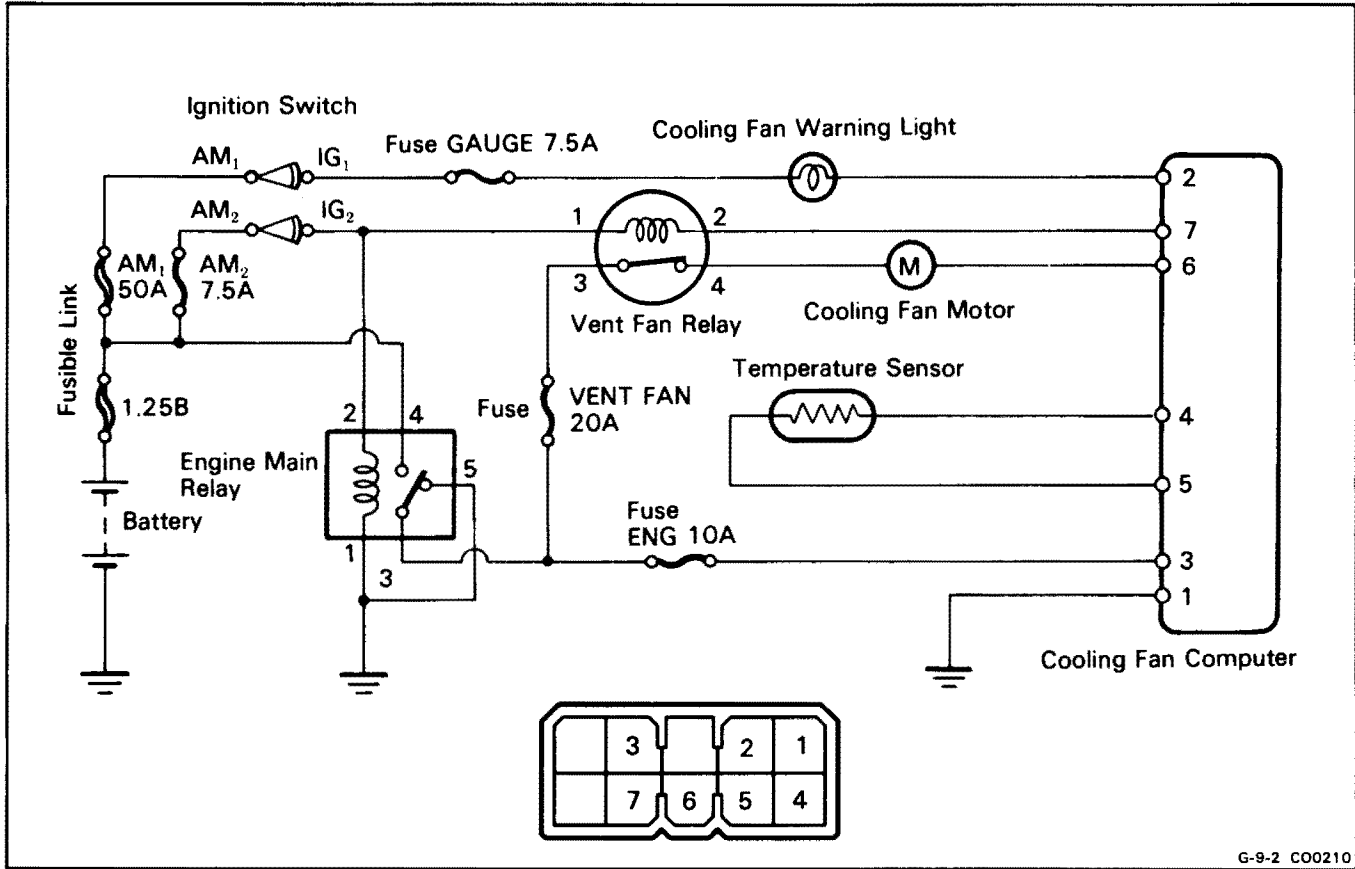 Ignition Switch
AM₁
IG₁
Fuse GAUGE 7.5A
Cooling Fan Warning Light
2
AM₂
IG₂
1
2
7
6
AM₁
50A
AM₂
7.5A
3
4
Cooling Fan Motor
M
Vent Fan Relay
Fusible Link
1.25B
Temperature Sensor
Fuse
VENT FAN
20A
4
2
4
5
Engine Main
Relay
5
Battery
Fuse
ENG 10A
1
3
3
1
Cooling Fan Computer
3
2
1
7
6
5
4
G-9-2 C00210